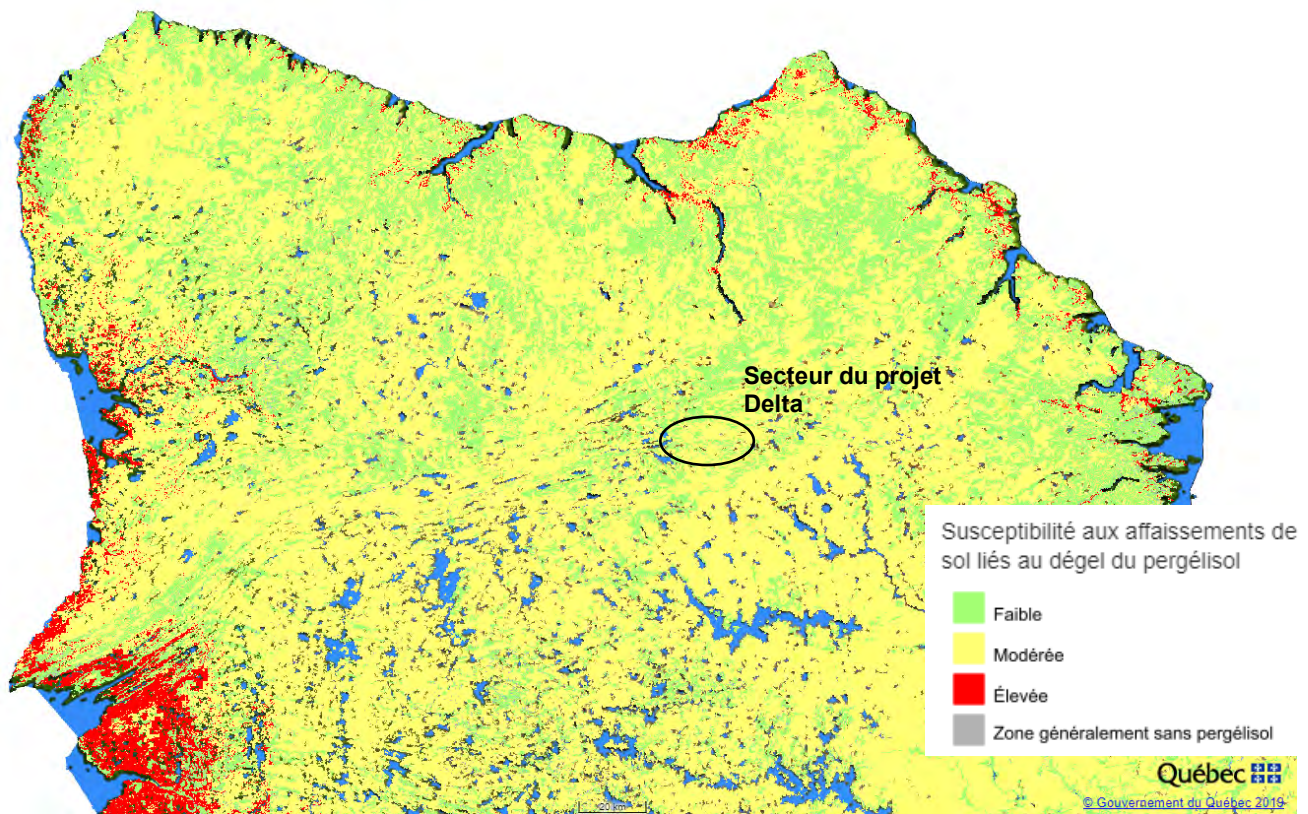 Secteur du projet
Delta
Susceptibilité aux affaissements de
sol liés au dégel du pergélisol
Faible
Modérée
Élevée
Zone généralement sans pergélisol
Québec
20 km
© Gouvernement du Québec 2019